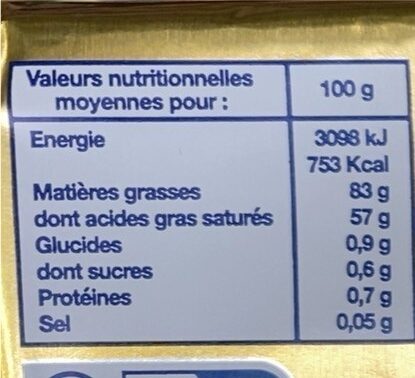 Valeurs nutritionnelles
moyennes pour : 100 g
Energie 3098 kJ
753 Kcal
Matières grasses 83 g
dont acides gras saturés 57 g
Glucides 0,9 g
dont sucres 0,6 g
Protéines 0,7 g
Sel 0,05 g